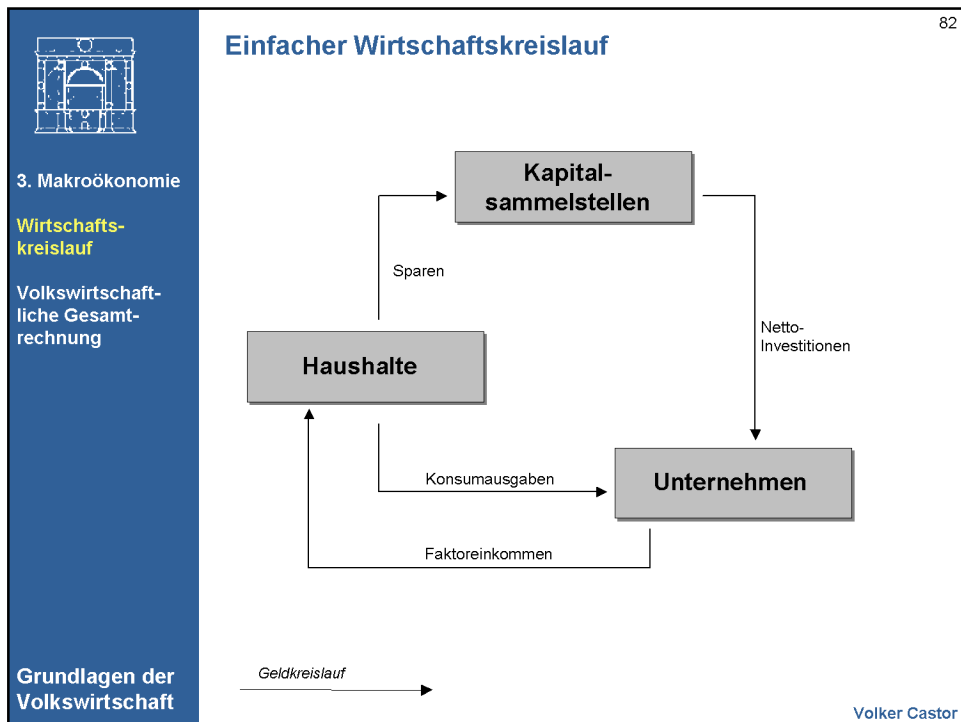 82
Einfacher Wirtschaftskreislauf
3. Makroökonomie
Wirtschafts-
kreislauf
Volkswirtschaft-
liche Gesamt-
rechnung
Kapital-
sammelstellen
Sparen
Netto-
Investitionen
Haushalte
Konsumausgaben
Unternehmen
Faktoreinkommen
Geldkreislauf
Grundlagen der
Volkswirtschaft
Volker Castor